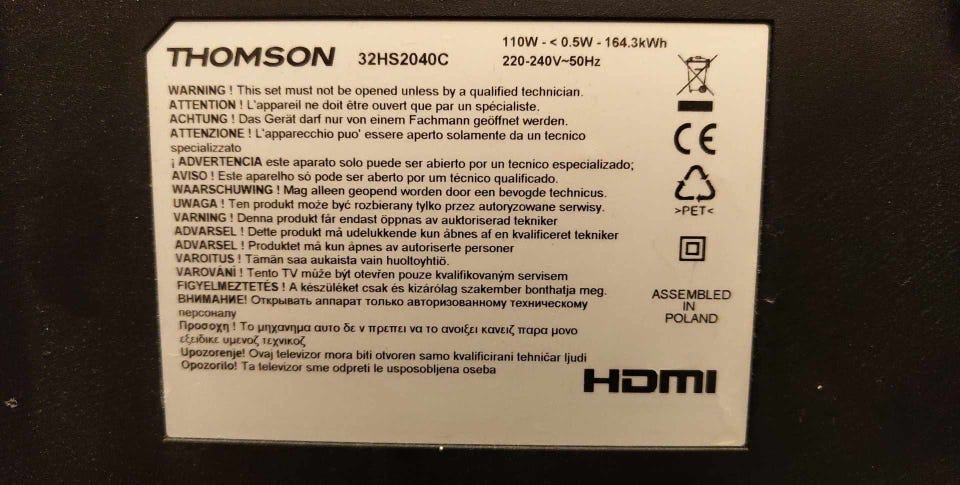 THOMSON 32HS2040C
110W - < 0.5W - 164.3kWh
220-240V~50Hz
WARNING ! This set must not be opened unless by a qualified technician.
ATTENTION ! L'appareil ne doit être ouvert que par un spécialiste.
ACHTUNG ! Das Gerät darf nur von einem Fachmann geöffnet werden.
ATTENZIONE ! L'apparecchio puo' essere aperto solamente da un tecnico
specializzato
¡ ADVERTENCIA este aparato solo puede ser abierto por un tecnico especializado;
AVISO ! Este aparelho só pode ser aberto por um técnico qualificado.
WAARSCHUWING ! Mag alleen geopend worden door een bevogde technicus.
UWAGA ! Ten produkt może być rozbierany tylko przez autoryzowane serwisy.
VARNING ! Denna produkt får endast öppnas av auktoriserad tekniker
ADVARSEL ! Dette produkt må udelukkende kun åbnes af en kvalificeret tekniker
ADVARSEL ! Produktet må kun åpnes av autoriserte personer
VAROITUS ! Tämän saa aukaista vain huoltoyhtiö.
VAROVÁNÍ ! Tento TV může být otevřen pouze kvalifikovaným servisem
FIGYELMEZTETÉS ! A készüléket csak és kizárólag szakember bonthatja meg.
ВНИМАНИЕ! Открывать аппарат только авторизованному техническому
персоналу
Προσοχη ! Το μηχανημα αυτο δε ν πρεπει να το ανοιξει κανειζ παρα μονο
εξειδικε υμενοζ τεχνικοζ
Upozorenje! Ovaj televizor mora biti otvoren samo kvalificirani tehničar ljudi
Opozorilo! Ta televizor sme odpreti le usposobljena oseba
CE
>PET<
ASSEMBLED
IN
POLAND
HDMI